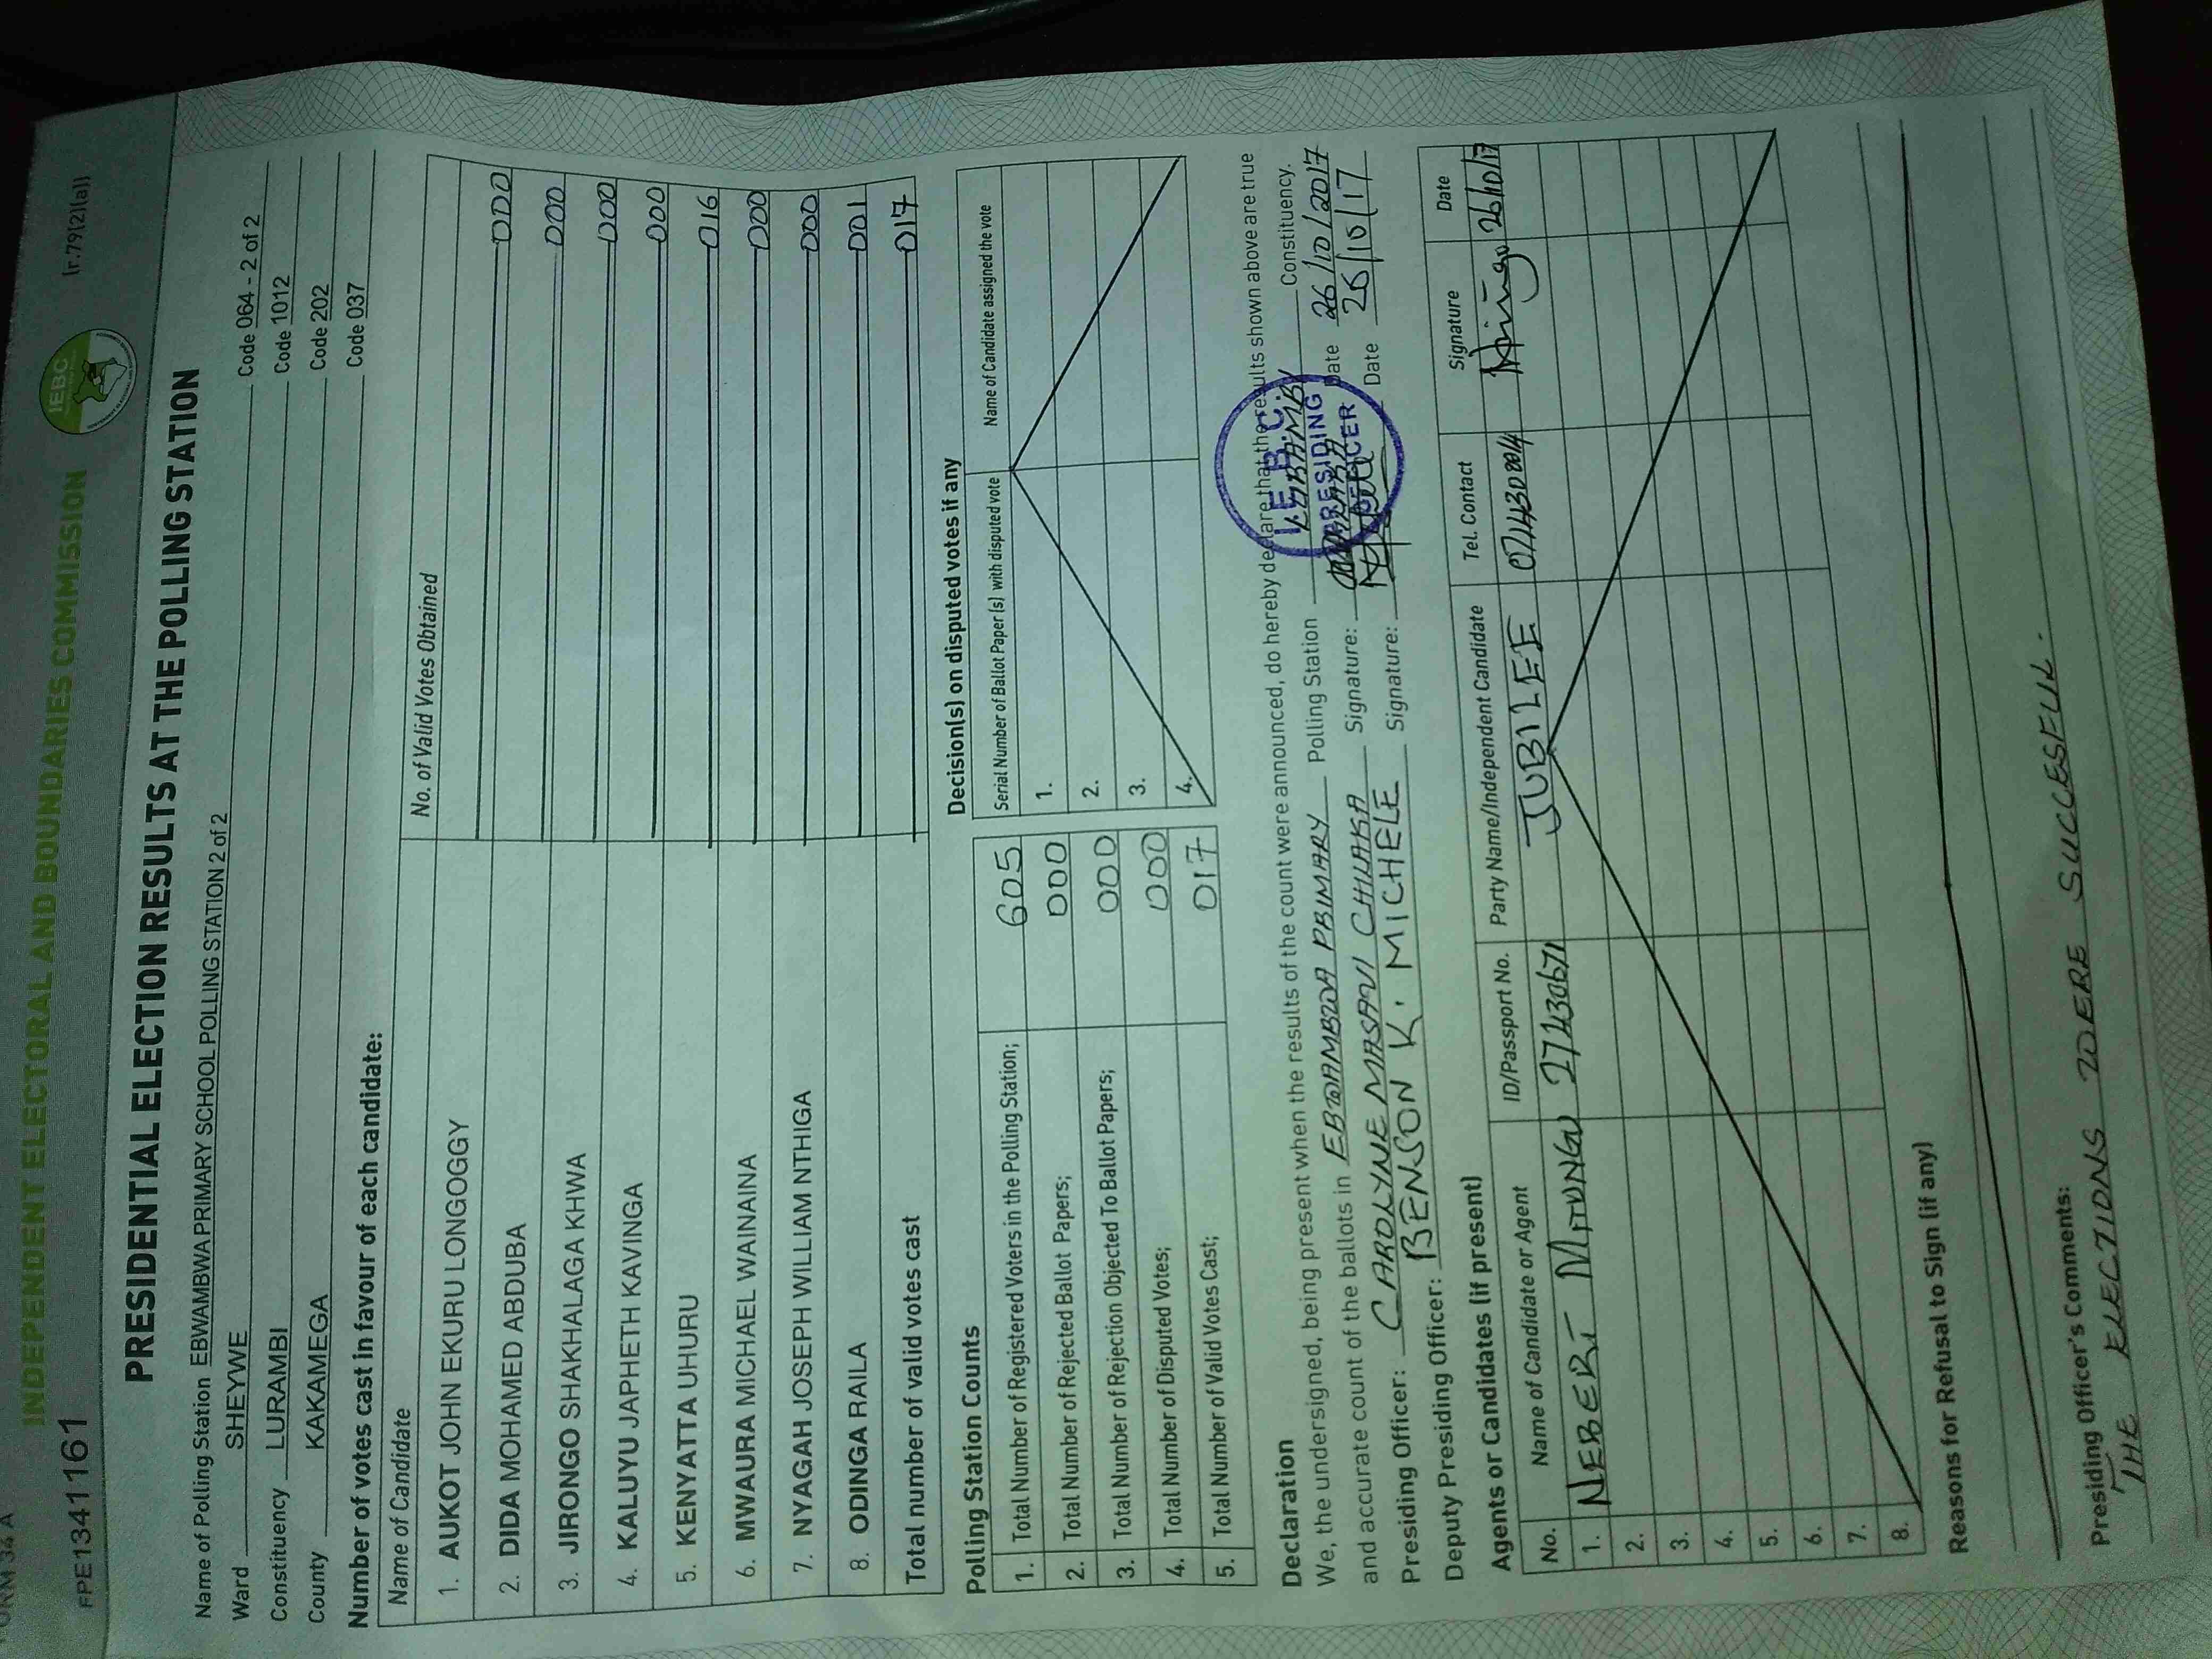 FORM 34 A
INDEPENDENT ELECTORAL AND BOUNDARIES COMMISSION
IEBC
(r.79(2)(a))
FPE1341161
PRESIDENTIAL ELECTION RESULTS AT THE POLLING STATION
Name of Polling Station EBWAMBWA PRIMARY SCHOOL POLLING STATION 2 of 2 Code 064 - 2 of 2
Ward SHEYWE Code 1012
Constituency LURAMBI Code 202
County KAKAMEGA Code 037
Number of votes cast in favour of each candidate:
Name of Candidate No. of Valid Votes Obtained
1. AUKOT JOHN EKURU LONGOGGY 000
2. DIDA MOHAMED ABDUBA 000
3. JIRONGO SHAKHALAGA KHWA 000
4. KALUYU JAPHETH KAVINGA 000
5. KENYATTA UHURU 016
6. MWAURA MICHAEL WAINAINA 000
7. NYAGAH JOSEPH WILLIAM NTHIGA 000
8. ODINGA RAILA 001
Total number of valid votes cast 017
Polling Station Counts
1. Total Number of Registered Voters in the Polling Station; 605
2. Total Number of Rejected Ballot Papers; 000
3. Total Number of Rejection Objected To Ballot Papers; 000
4. Total Number of Disputed Votes; 000
5. Total Number of Valid Votes Cast; 017
Decision(s) on disputed votes if any
Serial Number of Ballot Paper (s) with disputed vote Name of Candidate assigned the vote
1.
2.
3.
4.
Declaration
We, the undersigned, being present when the results of the count were announced, do hereby declare that the results shown above are true
and accurate count of the ballots in EBWAMBWA PRIMARY Polling Station LURAMBI Constituency.
Presiding Officer: CAROLYNE MASAVI CHILAKA Signature: Date 26/10/2017
Deputy Presiding Officer: BENSON K. MICHELE Signature: Date 26/10/17
I.E.B.C.
PRESIDING
OFFICER
Agents or Candidates (if present)
No. Name of Candidate or Agent ID/Passport No. Party Name/Independent Candidate Tel. Contact Signature Date
1. NEBERT 27430671 JUBILEE 26/10/17
2.
3.
4.
5.
6.
7.
8.
Reasons for Refusal to Sign (if any)
Presiding Officer's Comments:
THE ELECTIONS WERE SUCCESSFUL.